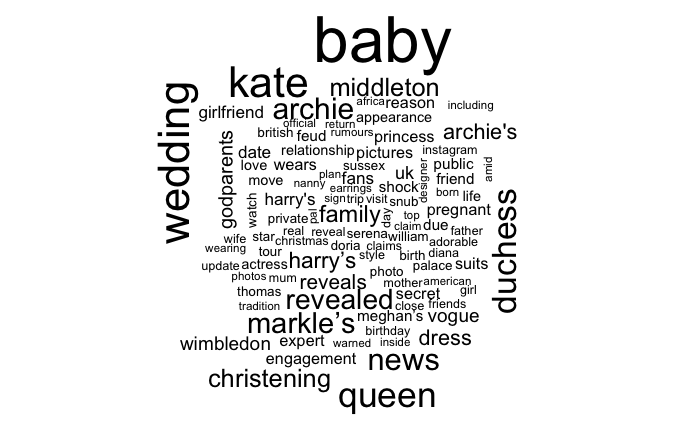 baby
kate middleton
wedding
girlfriend archie africa reason including
official return appearance
british feud rumours princess archie's
godparents
date relationship pictures instagram
love wears sussex uk public amid
plan designer
move nanny fans shock friend
earrings born life
watch harry's sign trip visit snub
private pal family day top pregnant duchess
claim due father
real reveal serena william
wife star christmas doria claims adorable
wearing tour harry’s style birth diana
update actress photo palace suits
photos mum reveals mother american
thomas revealed secret girl
tradition close friends
markle’s meghan's vogue
birthday
wimbledon expert warned inside dress
engagement news
christening queen